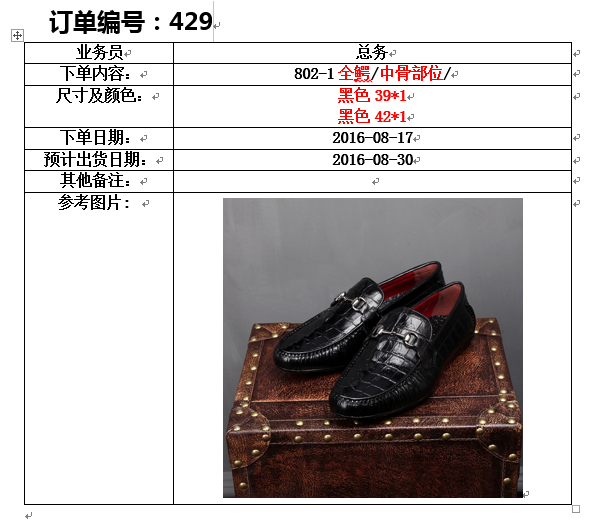 订单编号：429
业务员 总务
下单内容： 802-1 全鳄/中骨部位/
尺寸及颜色： 黑色 39*1
黑色 42*1
下单日期： 2016-08-17
预计出货日期： 2016-08-30
其他备注：
参考图片：